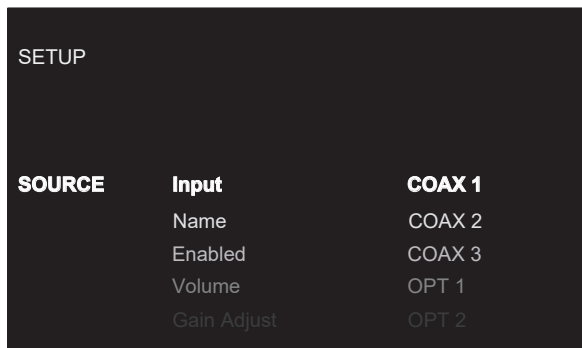 SETUP
SOURCE Input COAX 1
Name COAX 2
Enabled COAX 3
Volume OPT 1
Gain Adjust OPT 2